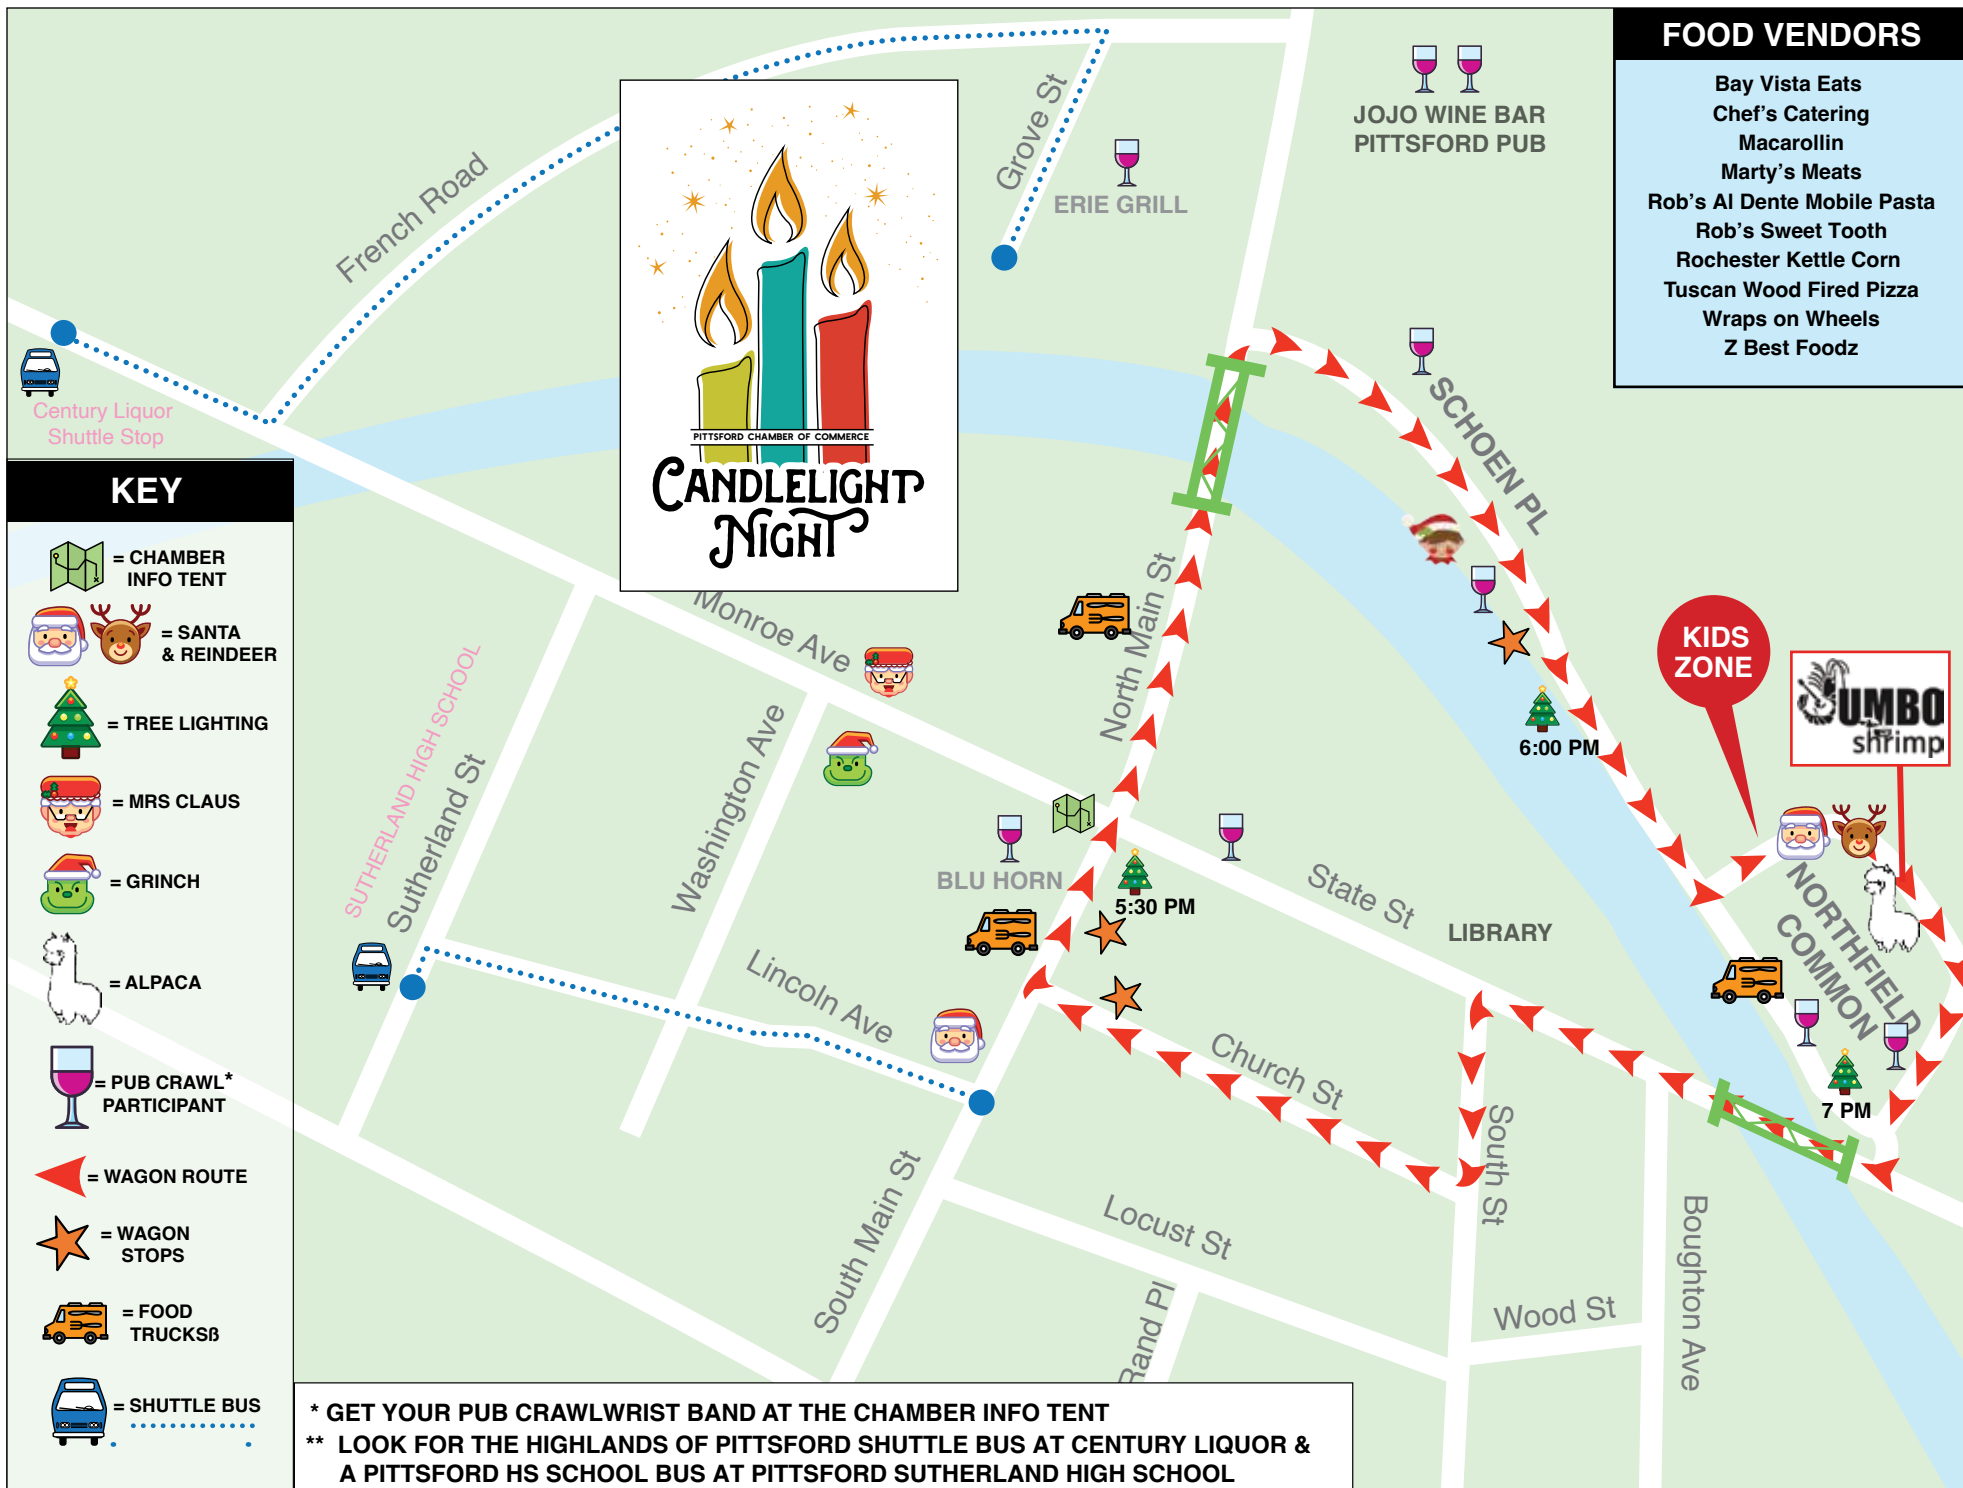 FOOD VENDORS
Bay Vista Eats
Chef's Catering
Macarollin
Marty's Meats
Rob's Al Dente Mobile Pasta
Rob's Sweet Tooth
Rochester Kettle Corn
Tuscan Wood Fired Pizza
Wraps on Wheels
Z Best Foodz
JOJO WINE BAR
PITTSFORD PUB
Grove St
ERIE GRILL
French Road
PITTSFORD CHAMBER OF COMMERCE
CANDLELIGHT
NIGHT
Century Liquor
Shuttle Stop
SCHOEN PL
North Main St
Monroe Ave
KIDS
ZONE
JUMBO
shrimp
6:00 PM
SUTHERLAND HIGH SCHOOL
Sutherland St
Washington Ave
BLU HORN
5:30 PM
State St
LIBRARY
NORTHFIELD
COMMON
Lincoln Ave
Church St
7 PM
South St
South Main St
Locust St
Rand Pl
Wood St
Boughton Ave
KEY
= CHAMBER
INFO TENT
= SANTA
& REINDEER
= TREE LIGHTING
= MRS CLAUS
= GRINCH
= ALPACA
= PUB CRAWL*
PARTICIPANT
= WAGON ROUTE
= WAGON
STOPS
= FOOD
TRUCKSß
= SHUTTLE BUS
* GET YOUR PUB CRAWLWRIST BAND AT THE CHAMBER INFO TENT
** LOOK FOR THE HIGHLANDS OF PITTSFORD SHUTTLE BUS AT CENTURY LIQUOR &
A PITTSFORD HS SCHOOL BUS AT PITTSFORD SUTHERLAND HIGH SCHOOL